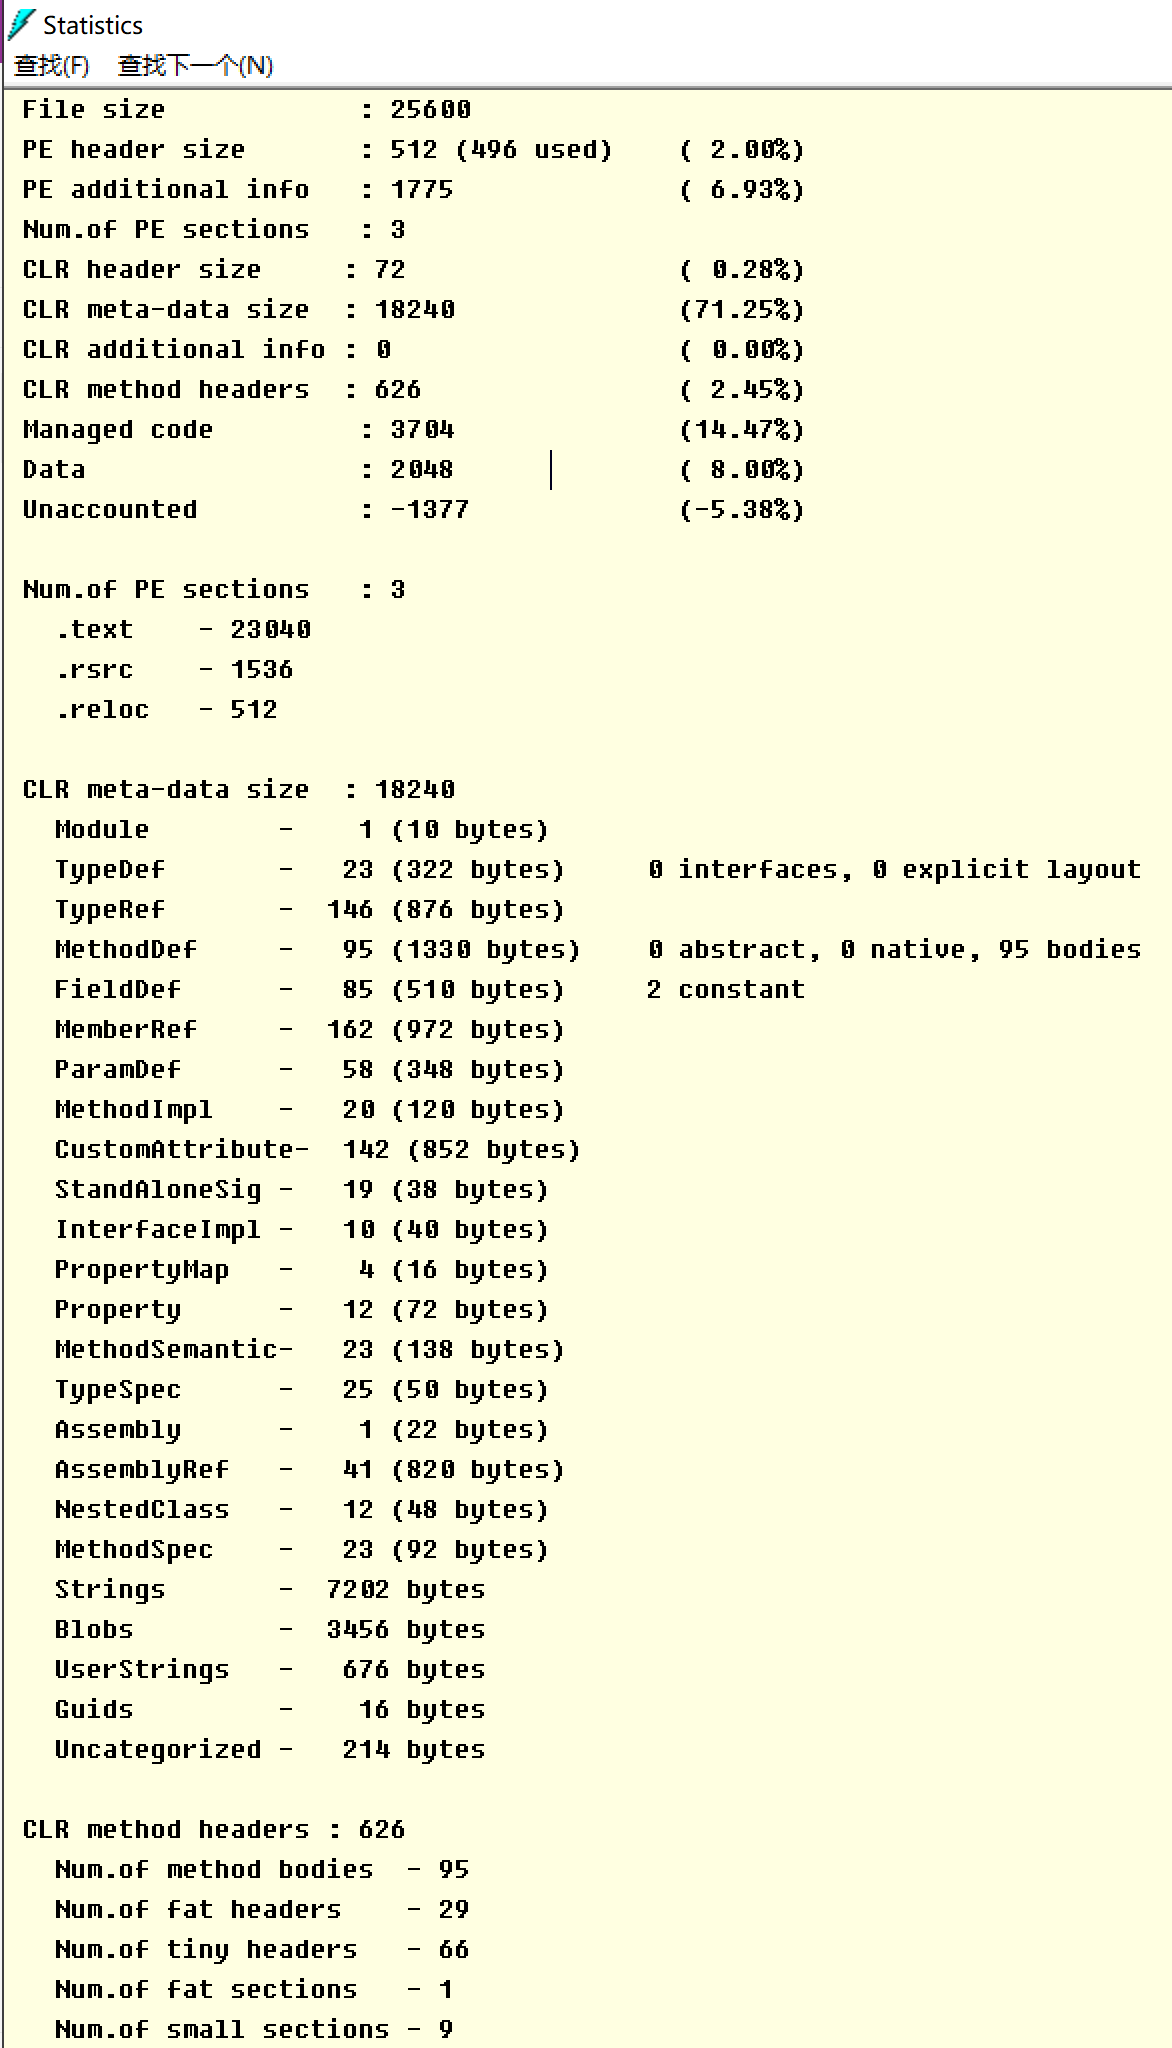 Statistics
查找(F) 查找下一个(N)
File size : 25600
PE header size : 512 (496 used) ( 2.00%)
PE additional info : 1775 ( 6.93%)
Num.of PE sections : 3
CLR header size : 72 ( 0.28%)
CLR meta-data size : 18240 (71.25%)
CLR additional info : 0 ( 0.00%)
CLR method headers : 626 ( 2.45%)
Managed code : 3704 (14.47%)
Data : 2048 ( 8.00%)
Unaccounted : -1377 (-5.38%)
Num.of PE sections : 3
.text - 23040
.rsrc - 1536
.reloc - 512
CLR meta-data size : 18240
Module - 1 (10 bytes)
TypeDef - 23 (322 bytes) 0 interfaces, 0 explicit layout
TypeRef - 146 (876 bytes)
MethodDef - 95 (1330 bytes) 0 abstract, 0 native, 95 bodies
FieldDef - 85 (510 bytes) 2 constant
MemberRef - 162 (972 bytes)
ParamDef - 58 (348 bytes)
MethodImpl - 20 (120 bytes)
CustomAttribute- 142 (852 bytes)
StandAloneSig - 19 (38 bytes)
InterfaceImpl - 10 (40 bytes)
PropertyMap - 4 (16 bytes)
Property - 12 (72 bytes)
MethodSemantic- 23 (138 bytes)
TypeSpec - 25 (50 bytes)
Assembly - 1 (22 bytes)
AssemblyRef - 41 (820 bytes)
NestedClass - 12 (48 bytes)
MethodSpec - 23 (92 bytes)
Strings - 7202 bytes
Blobs - 3456 bytes
UserStrings - 676 bytes
Guids - 16 bytes
Uncategorized - 214 bytes
CLR method headers : 626
Num.of method bodies - 95
Num.of fat headers - 29
Num.of tiny headers - 66
Num.of fat sections - 1
Num.of small sections - 9